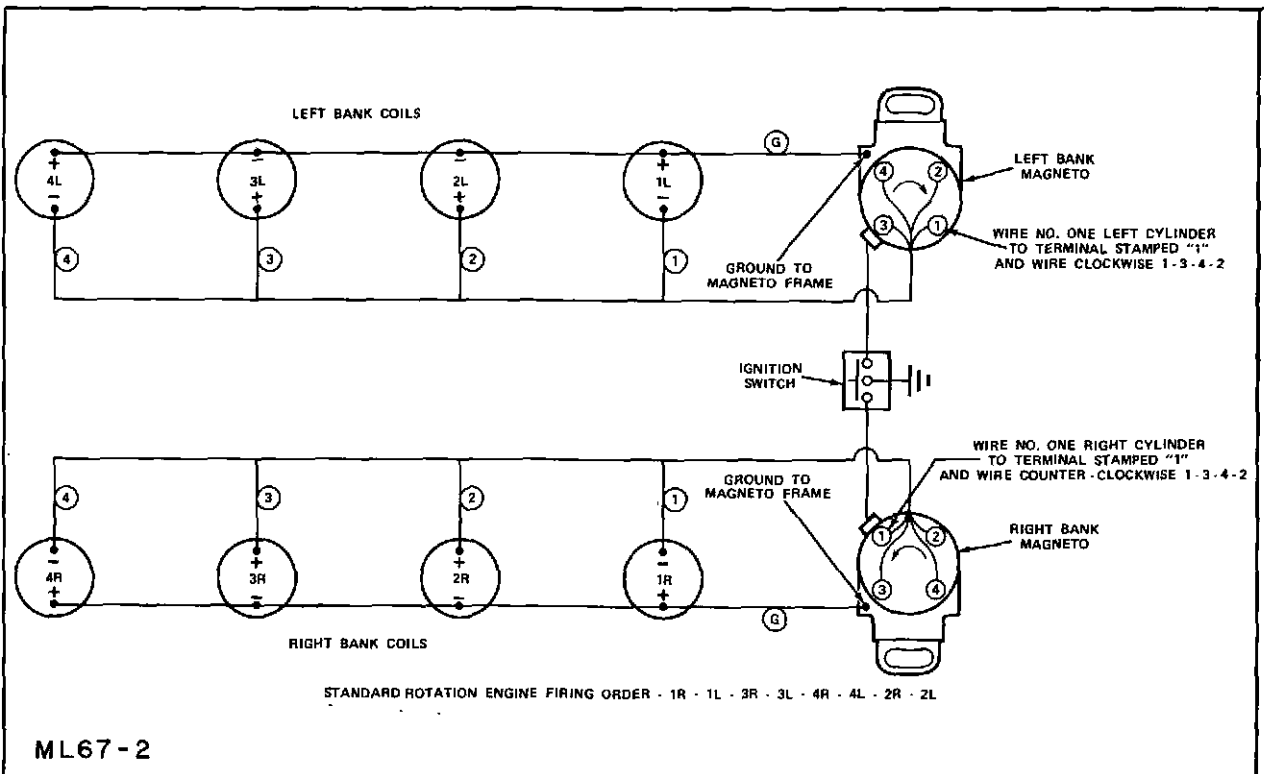 LEFT BANK COILS
G
+ − − +
4L 3L 2L 1L
− + + −
4 3 2 1
4 2
3 1
LEFT BANK
MAGNETO
WIRE NO. ONE LEFT CYLINDER
TO TERMINAL STAMPED "1"
AND WIRE CLOCKWISE 1-3-4-2
GROUND TO
MAGNETO FRAME
IGNITION
SWITCH
WIRE NO. ONE RIGHT CYLINDER
TO TERMINAL STAMPED "1"
AND WIRE COUNTER-CLOCKWISE 1-3-4-2
GROUND TO
MAGNETO FRAME
4 3 2 1
1 2
3 4
RIGHT BANK
MAGNETO
− + + −
4R 3R 2R 1R
+ − − +
G
RIGHT BANK COILS
STANDARD ROTATION ENGINE FIRING ORDER - 1R - 1L - 3R - 3L - 4R - 4L - 2R - 2L
ML67-2